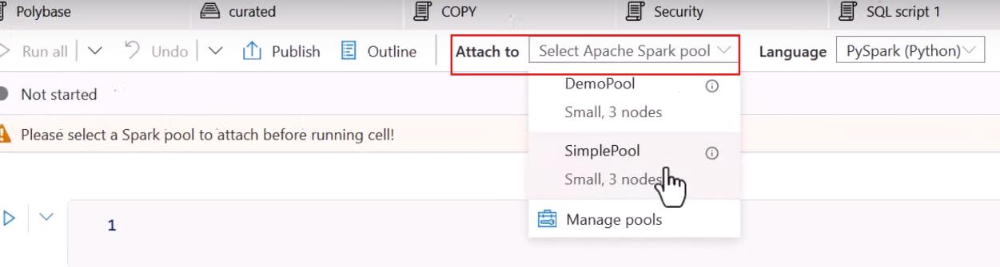 Polybase curated COPY Security SQL script 1
Run all Undo Publish Outline Attach to Select Apache Spark pool Language PySpark (Python)
Not started
Please select a Spark pool to attach before running cell!
DemoPool
Small, 3 nodes
SimplePool
Small, 3 nodes
Manage pools
1